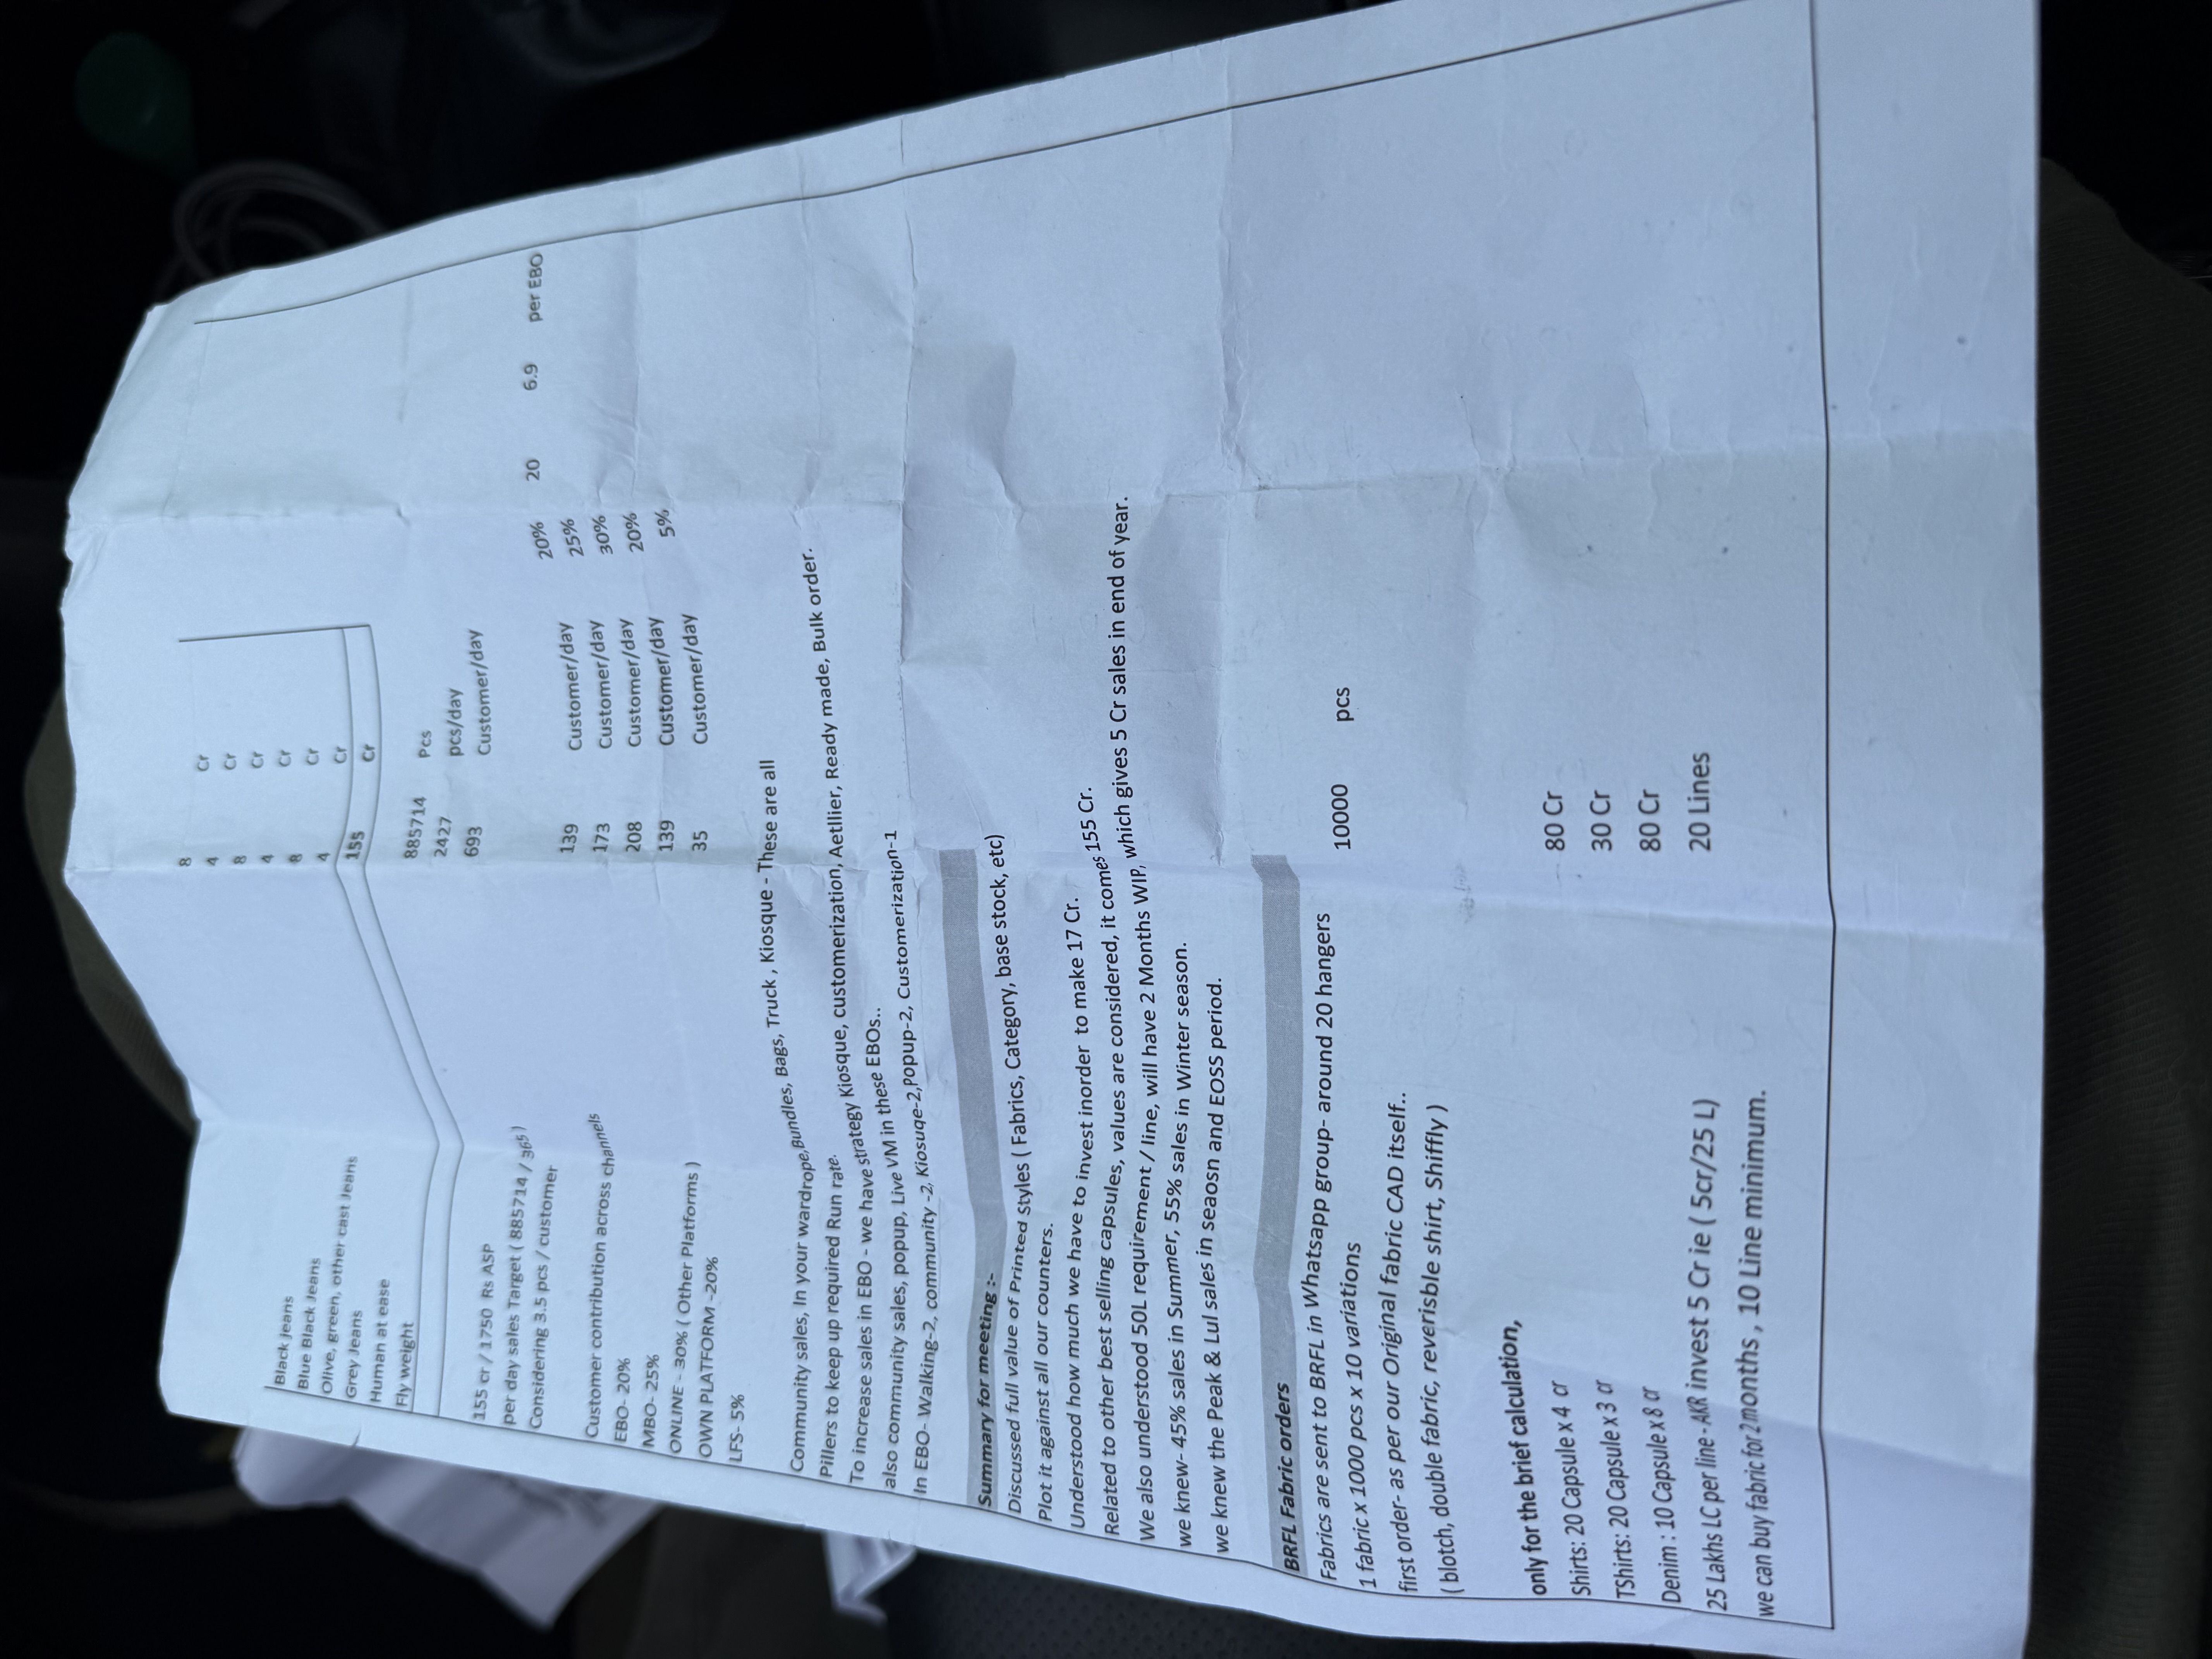 Black jeans 8 Cr
Blue Black Jeans 4 Cr
Olive, green, other cast Jeans 8 Cr
Grey Jeans 4 Cr
Human at ease 8 Cr
Fly weight 4 Cr
155 Cr
155 cr / 1750 Rs ASP 885714 Pcs
per day sales Target ( 885714 / 365 ) 2427 pcs/day
Considering 3.5 pcs / customer 693 Customer/day
Customer contribution across channels
EBO- 20% 139 Customer/day 20% 20 6.9 per EBO
MBO- 25% 173 Customer/day 25%
ONLINE - 30% ( Other Platforms ) 208 Customer/day 30%
OWN PLATFORM -20% 139 Customer/day 20%
LFS- 5% 35 Customer/day 5%
Community sales, In your wardrope,Bundles, Bags, Truck , Kiosque - These are all
Pillers to keep up required Run rate.
To increase sales in EBO - we have strategy Kiosque, customerization, Aetllier, Ready made, Bulk order.
also community sales, popup, Live VM in these EBOs..
In EBO- Walking-2, community -2, Kiosuqe-2,Popup-2, Customerization-1
Summary for meeting :-
Discussed full value of Printed Styles ( Fabrics, Category, base stock, etc)
Plot it against all our counters.
Understood how much we have to invest inorder to make 17 Cr.
Related to other best selling capsules, values are considered, it comes 155 Cr.
We also understood 50L requirement / line, will have 2 Months WIP, which gives 5 Cr sales in end of year.
we knew- 45% sales in Summer, 55% sales in Winter season.
we knew the Peak & Lul sales in seaosn and EOSS period.
BRFL Fabric orders
Fabrics are sent to BRFL in Whatsapp group- around 20 hangers
1 fabric x 1000 pcs x 10 variations 10000 pcs
first order- as per our Original fabric CAD itself..
( blotch, double fabric, reverisble shirt, Shiffly )
only for the brief calculation,
Shirts: 20 Capsule x 4 cr 80 Cr
TShirts: 20 Capsule x 3 cr 30 Cr
Denim : 10 Capsule x 8 cr 80 Cr
25 Lakhs LC per line - AKR invest 5 Cr ie ( 5cr/25 L) 20 Lines
we can buy fabric for 2 months , 10 Line minimum.